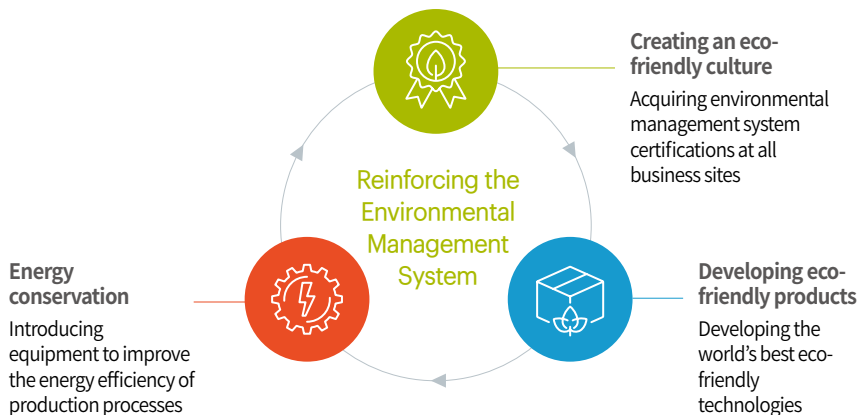 Creating an eco-
friendly culture
Acquiring environmental
management system
certifications at all
business sites
Reinforcing the
Environmental
Management
System
Energy
conservation
Introducing
equipment to improve
the energy efficiency of
production processes
Developing eco-
friendly products
Developing the
world’s best eco-
friendly
technologies